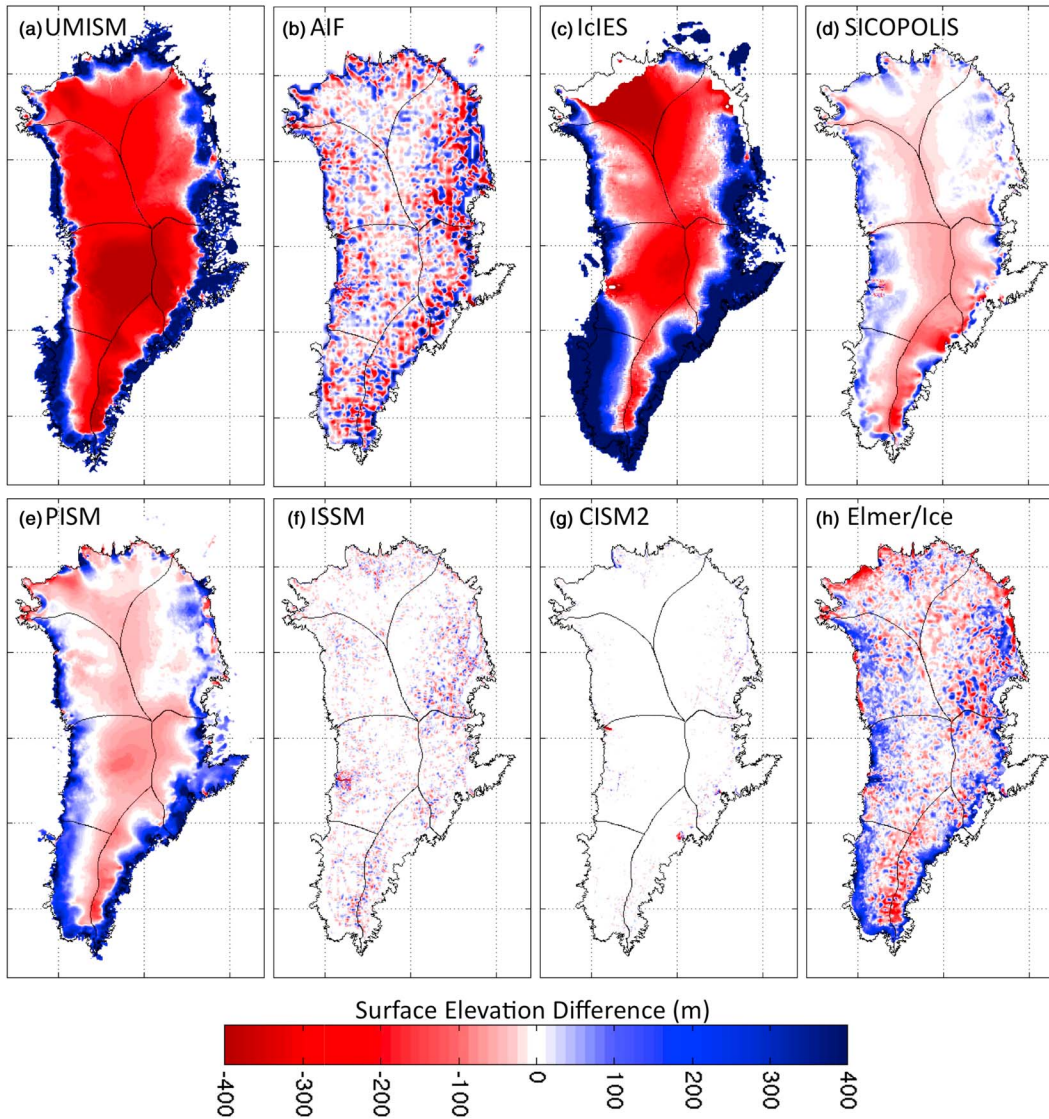 (a) UMISM
(b) AIF
(c) IcIES
(d) SICOPOLIS
(e) PISM
(f) ISSM
(g) CISM2
(h) Elmer/Ice
Surface Elevation Difference (m)
-400 -300 -200 -100 0 100 200 300 400